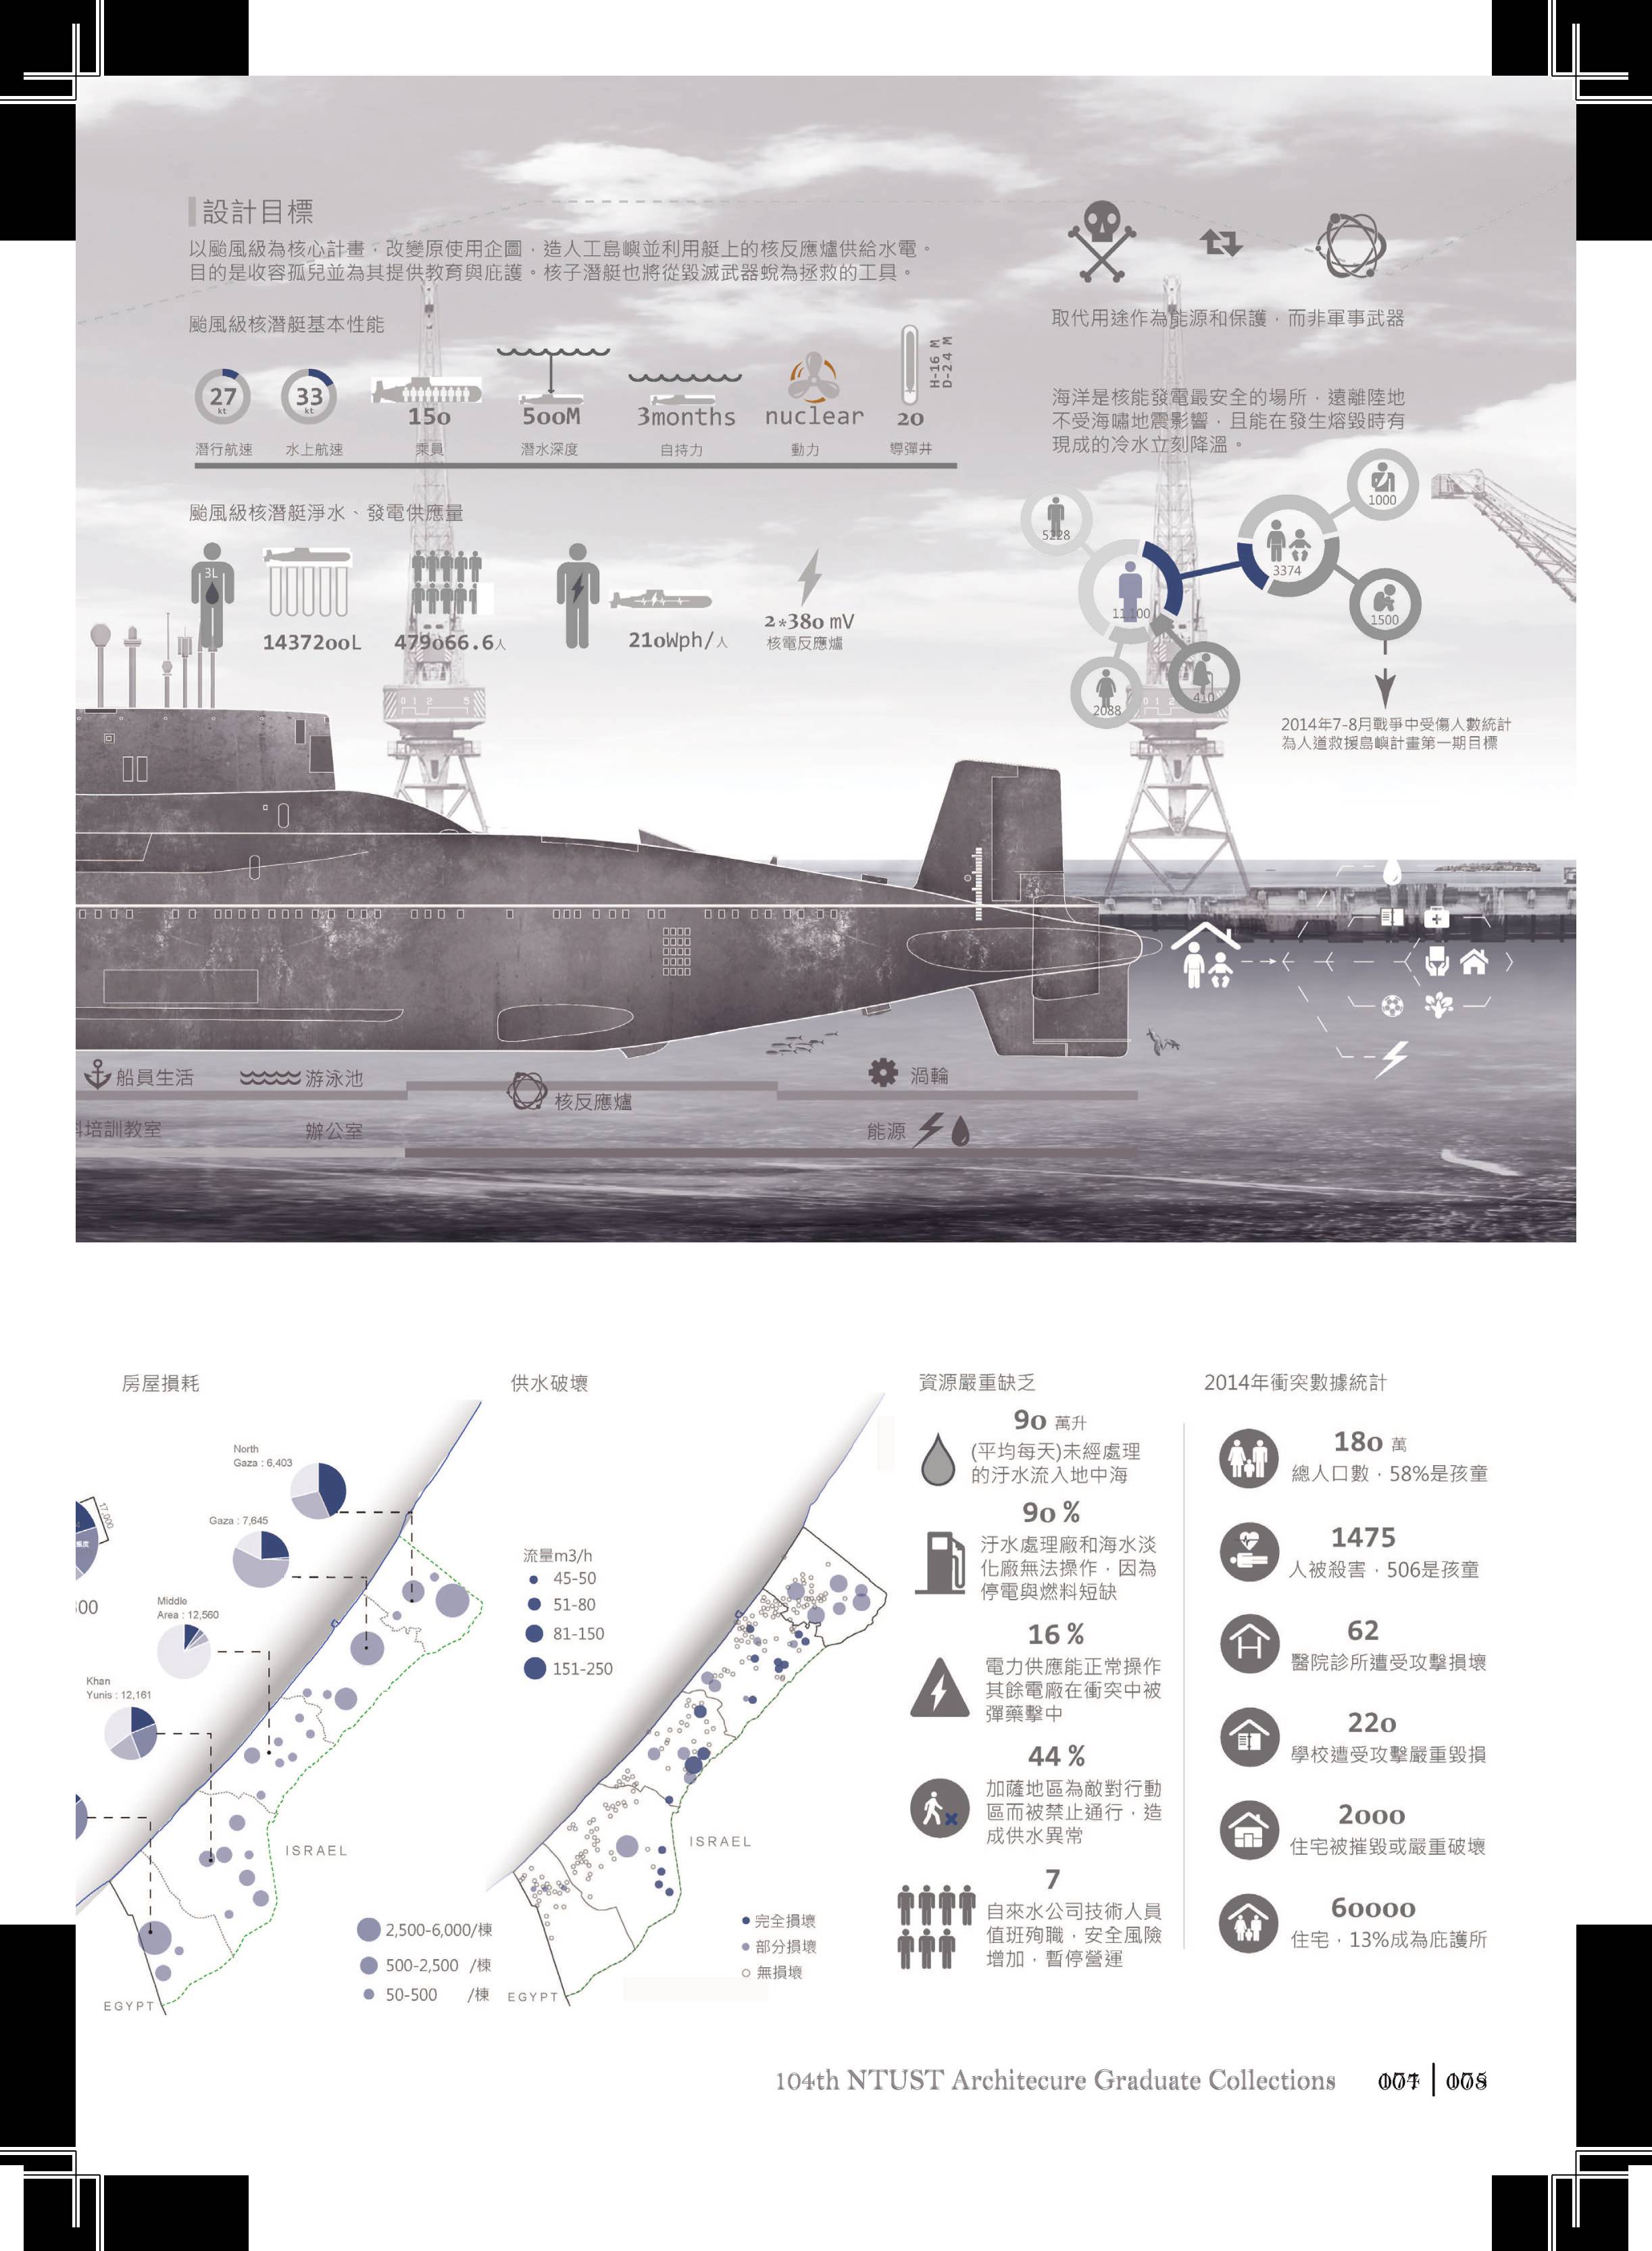 設計目標
以颱風級為核心計畫，改變原使用企圖，造人工島嶼並利用艇上的核反應爐供給水電。
目的是收容孤兒並為其提供教育與庇護。核子潛艇也將從毀滅武器蛻為拯救的工具。
颱風級核潛艇基本性能
27
kt
潛行航速
33
kt
水上航速
150
乘員
500M
潛水深度
3months
自持力
nuclear
動力
H-16 M
D-24 M
20
導彈井
取代用途作為能源和保護，而非軍事武器
海洋是核能發電最安全的場所，遠離陸地
不受海嘯地震影響，且能在發生熔毀時有
現成的冷水立刻降溫。
颱風級核潛艇淨水、發電供應量
3L
1437200L
479066.6人
210Wph/人
2*380 mV
核電反應爐
5228
11,100
2088
410
3374
1000
1500
2014年7-8月戰爭中受傷人數統計
為人道救援島嶼計畫第一期目標
0 1 2 5
0 1 2
船員生活
游泳池
核反應爐
渦輪
培訓教室
辦公室
能源
房屋損耗
North
Gaza : 6,403
Gaza : 7,645
17,000
Middle
Area : 12,560
Khan
Yunis : 12,161
ISRAEL
EGYPT
2,500-6,000/棟
500-2,500 /棟
50-500 /棟
供水破壞
流量m3/h
45-50
51-80
81-150
151-250
ISRAEL
EGYPT
完全損壞
部分損壞
無損壞
資源嚴重缺乏
90 萬升
(平均每天)未經處理
的汙水流入地中海
90 %
汙水處理廠和海水淡
化廠無法操作，因為
停電與燃料短缺
16 %
電力供應能正常操作
其餘電廠在衝突中被
彈藥擊中
44 %
加薩地區為敵對行動
區而被禁止通行，造
成供水異常
7
自來水公司技術人員
值班殉職，安全風險
增加，暫停營運
2014年衝突數據統計
180 萬
總人口數，58%是孩童
1475
人被殺害，506是孩童
62
醫院診所遭受攻擊損壞
220
學校遭受攻擊嚴重毀損
2000
住宅被摧毀或嚴重破壞
60000
住宅，13%成為庇護所
104th NTUST Architecure Graduate Collections